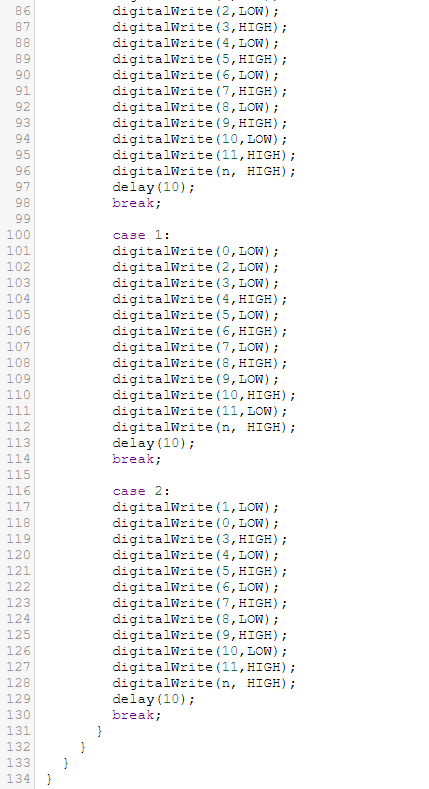 86 digitalWrite(2,LOW);
87 digitalWrite(3,HIGH);
88 digitalWrite(4,LOW);
89 digitalWrite(5,HIGH);
90 digitalWrite(6,LOW);
91 digitalWrite(7,HIGH);
92 digitalWrite(8,LOW);
93 digitalWrite(9,HIGH);
94 digitalWrite(10,LOW);
95 digitalWrite(11,HIGH);
96 digitalWrite(n, HIGH);
97 delay(10);
98 break;
99
100 case 1:
101 digitalWrite(0,LOW);
102 digitalWrite(2,LOW);
103 digitalWrite(3,LOW);
104 digitalWrite(4,HIGH);
105 digitalWrite(5,LOW);
106 digitalWrite(6,HIGH);
107 digitalWrite(7,LOW);
108 digitalWrite(8,HIGH);
109 digitalWrite(9,LOW);
110 digitalWrite(10,HIGH);
111 digitalWrite(11,LOW);
112 digitalWrite(n, HIGH);
113 delay(10);
114 break;
115
116 case 2:
117 digitalWrite(1,LOW);
118 digitalWrite(0,LOW);
119 digitalWrite(3,HIGH);
120 digitalWrite(4,LOW);
121 digitalWrite(5,HIGH);
122 digitalWrite(6,LOW);
123 digitalWrite(7,HIGH);
124 digitalWrite(8,LOW);
125 digitalWrite(9,HIGH);
126 digitalWrite(10,LOW);
127 digitalWrite(11,HIGH);
128 digitalWrite(n, HIGH);
129 delay(10);
130 break;
131 }
132 }
133 }
134 }